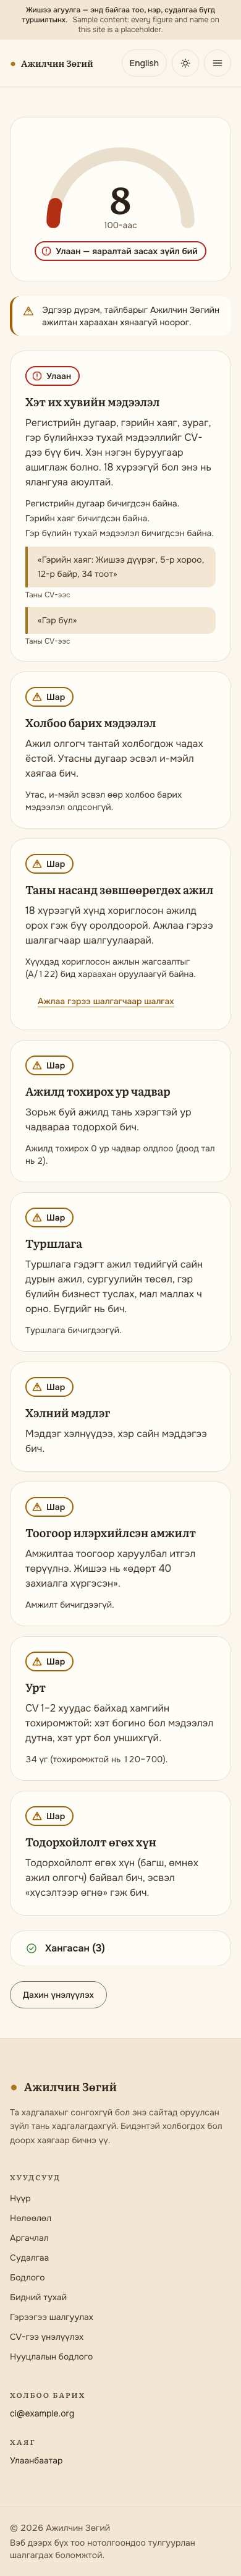 Жишээ агуулга — энд байгаа тоо, нэр, судалгаа бүгд
туршилтынх. Sample content: every figure and name on
this site is a placeholder.
Ажилчин Зөгий
English
8
100-аас
Улаан — яаралтай засах зүйл бий
Эдгээр дүрэм, тайлбарыг Ажилчин Зөгийн
ажилтан хараахан хянаагүй ноорог.
Улаан
Хэт их хувийн мэдээлэл
Регистрийн дугаар, гэрийн хаяг, зураг,
гэр бүлийнхээ тухай мэдээллийг CV-
дээ бүү бич. Хэн нэгэн буруугаар
ашиглаж болно. 18 хүрээгүй бол энэ нь
ялангуяа аюултай.
Регистрийн дугаар бичигдсэн байна.
Гэрийн хаяг бичигдсэн байна.
Гэр бүлийн тухай мэдээлэл бичигдсэн байна.
«Гэрийн хаяг: Жишээ дүүрэг, 5-р хороо,
12-р байр, 34 тоот»
Таны CV-ээс
«Гэр бүл»
Таны CV-ээс
Шар
Холбоо барих мэдээлэл
Ажил олгогч тантай холбогдож чадах
ёстой. Утасны дугаар эсвэл и-мэйл
хаягаа бич.
Утас, и-мэйл эсвэл өөр холбоо барих
мэдээлэл олдсонгүй.
Шар
Таны насанд зөвшөөрөгдөх ажил
18 хүрээгүй хүнд хориглосон ажилд
орох гэж бүү оролдоорой. Ажлаа гэрээ
шалгагчаар шалгуулаарай.
Хүүхдэд хориглосон ажлын жагсаалтыг
(А/122) бид хараахан оруулаагүй байна.
Ажлаа гэрээ шалгагчаар шалгах
Шар
Ажилд тохирох ур чадвар
Зорьж буй ажилд тань хэрэгтэй ур
чадвараа тодорхой бич.
Ажилд тохирох 0 ур чадвар олдлоо (доод тал
нь 2).
Шар
Туршлага
Туршлага гэдэгт ажил төдийгүй сайн
дурын ажил, сургуулийн төсөл, гэр
бүлийн бизнест туслах, мал маллах ч
орно. Бүгдийг нь бич.
Туршлага бичигдээгүй.
Шар
Хэлний мэдлэг
Мэддэг хэлнүүдээ, хэр сайн мэддэгээ
бич.
Шар
Тоогоор илэрхийлсэн амжилт
Амжилтаа тоогоор харуулбал итгэл
төрүүлнэ. Жишээ нь «өдөрт 40
захиалга хүргэсэн».
Амжилт бичигдээгүй.
Шар
Урт
CV 1–2 хуудас байхад хамгийн
тохиромжтой: хэт богино бол мэдээлэл
дутна, хэт урт бол уншихгүй.
34 үг (тохиромжтой нь 120–700).
Шар
Тодорхойлолт өгөх хүн
Тодорхойлолт өгөх хүн (багш, өмнөх
ажил олгогч) байвал бич, эсвэл
«хүсэлтээр өгнө» гэж бич.
Хангасан (3)
Дахин үнэлүүлэх
Ажилчин Зөгий
Та хадгалахыг сонгохгүй бол энэ сайтад оруулсан
зүйл тань хадгалагдахгүй. Бидэнтэй холбогдох бол
доорх хаягаар бичнэ үү.
ХУУДСУУД
Нүүр
Нөлөөлөл
Аргачлал
Судалгаа
Бодлого
Бидний тухай
Гэрээгээ шалгуулах
CV-гээ үнэлүүлэх
Нууцлалын бодлого
ХОЛБОО БАРИХ
ci@example.org
ХАЯГ
Улаанбаатар
© 2026 Ажилчин Зөгий
Вэб дээрх бүх тоо нотолгоондоо тулгуурлан
шалгагдах боломжтой.